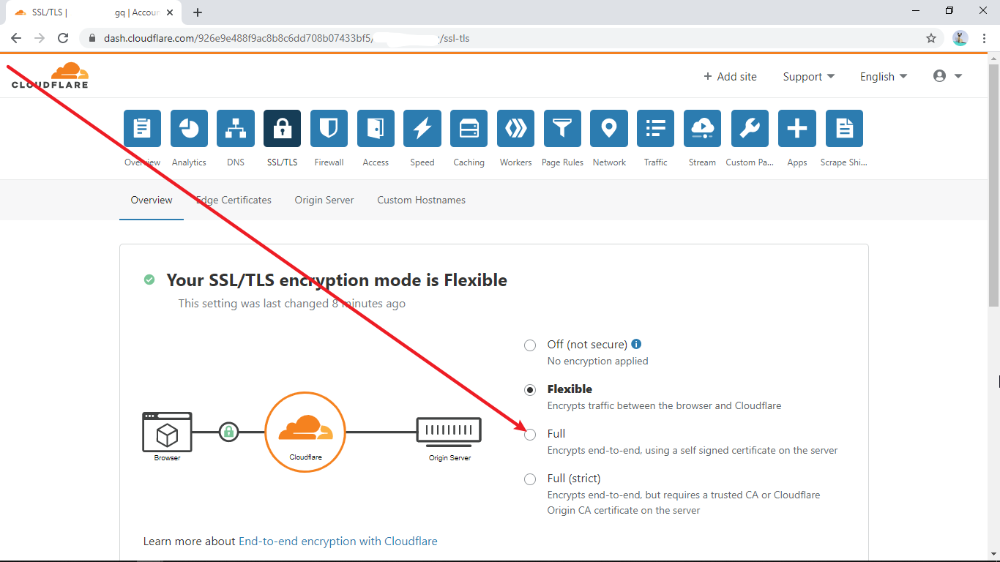 SSL/TLS | gq | Accoun
dash.cloudflare.com/926e9e488f9ac8b8c6dd708b07433bf5/ /ssl-tls
CLOUDFLARE
+ Add site
Support
English
Overview
Analytics
DNS
SSL/TLS
Firewall
Access
Speed
Caching
Workers
Page Rules
Network
Traffic
Stream
Custom Pa...
Apps
Scrape Shi...
Overview
Edge Certificates
Origin Server
Custom Hostnames
Your SSL/TLS encryption mode is Flexible
This setting was last changed 8 minutes ago
Browser
Cloudflare
Origin Server
Off (not secure)
No encryption applied
Flexible
Encrypts traffic between the browser and Cloudflare
Full
Encrypts end-to-end, using a self signed certificate on the server
Full (strict)
Encrypts end-to-end, but requires a trusted CA or Cloudflare
Origin CA certificate on the server
Learn more about End-to-end encryption with Cloudflare